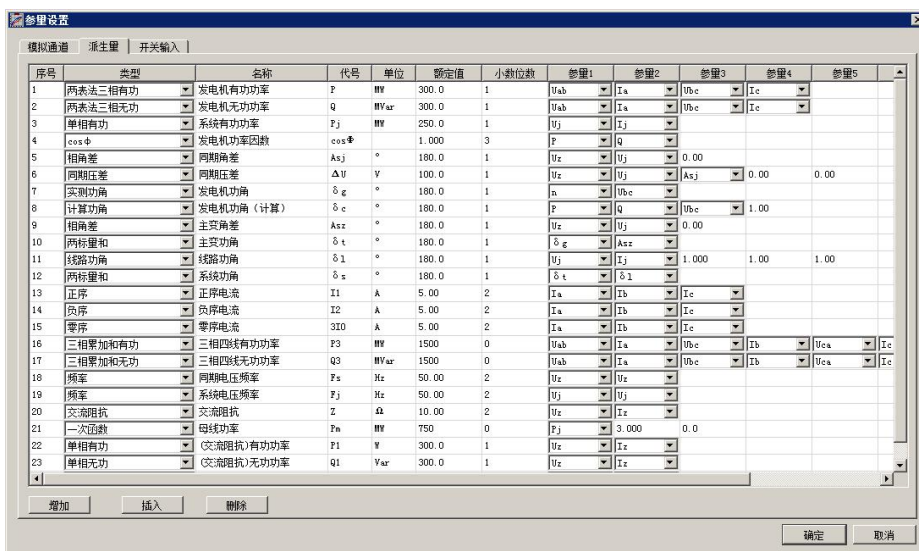 参里设置
模拟通道 派生里 开关输入
序号 类型 名称 代号 单位 额定值 小数位数 参里1 参里2 参里3 参里4 参里5
1 两表法三相有功 发电机有功功率 P MW 300.0 1 Uab Ia Ubc Ic
2 两表法三相无功 发电机无功功率 Q MVar 300.0 1 Uab Ia Ubc Ic
3 单相有功 系统有功功率 Pj MW 250.0 1 Uj Ij
4 cosφ 发电机功率因数 cosΦ 1.000 3 P Q
5 相角差 同期角差 Asj ° 180.0 1 Uz Uj 0.00
6 同期压差 同期压差 ΔU V 100.0 1 Uz Uj Asj 0.00 0.00
7 实测功角 发电机功角 δg ° 180.0 1 n Ubc
8 计算功角 发电机功角（计算） δc ° 180.0 1 P Q Ubc 1.00
9 相角差 主变角差 Asz ° 180.0 1 Uz Uj 0.00
10 两标里和 主变功角 δt ° 180.0 1 δg Asz
11 线路功角 线路功角 δl ° 180.0 1 Uj Ij 1.000 1.00 1.00
12 两标里和 系统功角 δs ° 180.0 1 δt δl
13 正序 正序电流 I1 A 5.00 2 Ia Ib Ic
14 负序 负序电流 I2 A 5.00 2 Ia Ib Ic
15 零序 零序电流 3I0 A 5.00 2 Ia Ib Ic
16 三相累加和有功 三相四线有功功率 P3 MW 1500 0 Uab Ia Ubc Ib Uca Ic
17 三相累加和无功 三相四线无功功率 Q3 MVar 1500 0 Uab Ia Ubc Ib Uca Ic
18 频率 同期电压频率 Fs Hz 50.00 2 Uz Uz
19 频率 系统电压频率 Fj Hz 50.00 2 Uj Uj
20 交流阻抗 交流阻抗 Z Ω 10.00 2 Uz Iz
21 一次函数 母线功率 Pm MW 750 0 Pj 3.000 0.0
22 单相有功 (交流阻抗)有功功率 P1 W 300.0 1 Uz Iz
23 单相无功 (交流阻抗)无功功率 Q1 Var 300.0 1 Uz Iz
增加 插入 删除
确定 取消